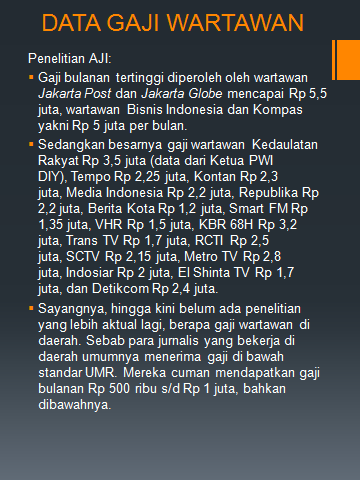 DATA GAJI WARTAWAN
Penelitian AJI:
Gaji bulanan tertinggi diperoleh oleh wartawan
Jakarta Post dan Jakarta Globe mencapai Rp 5,5
juta, wartawan Bisnis Indonesia dan Kompas
yakni Rp 5 juta per bulan.
Sedangkan besarnya gaji wartawan Kedaulatan
Rakyat Rp 3,5 juta (data dari Ketua PWI
DIY), Tempo Rp 2,25 juta, Kontan Rp 2,3
juta, Media Indonesia Rp 2,2 juta, Republika Rp
2,2 juta, Berita Kota Rp 1,2 juta, Smart FM Rp
1,35 juta, VHR Rp 1,5 juta, KBR 68H Rp 3,2
juta, Trans TV Rp 1,7 juta, RCTI Rp 2,5
juta, SCTV Rp 2,15 juta, Metro TV Rp 2,8
juta, Indosiar Rp 2 juta, El Shinta TV Rp 1,7
juta, dan Detikcom Rp 2,4 juta.
Sayangnya, hingga kini belum ada penelitian
yang lebih aktual lagi, berapa gaji wartawan di
daerah. Sebab para jurnalis yang bekerja di
daerah umumnya menerima gaji di bawah
standar UMR. Mereka cuman mendapatkan gaji
bulanan Rp 500 ribu s/d Rp 1 juta, bahkan
dibawahnya.